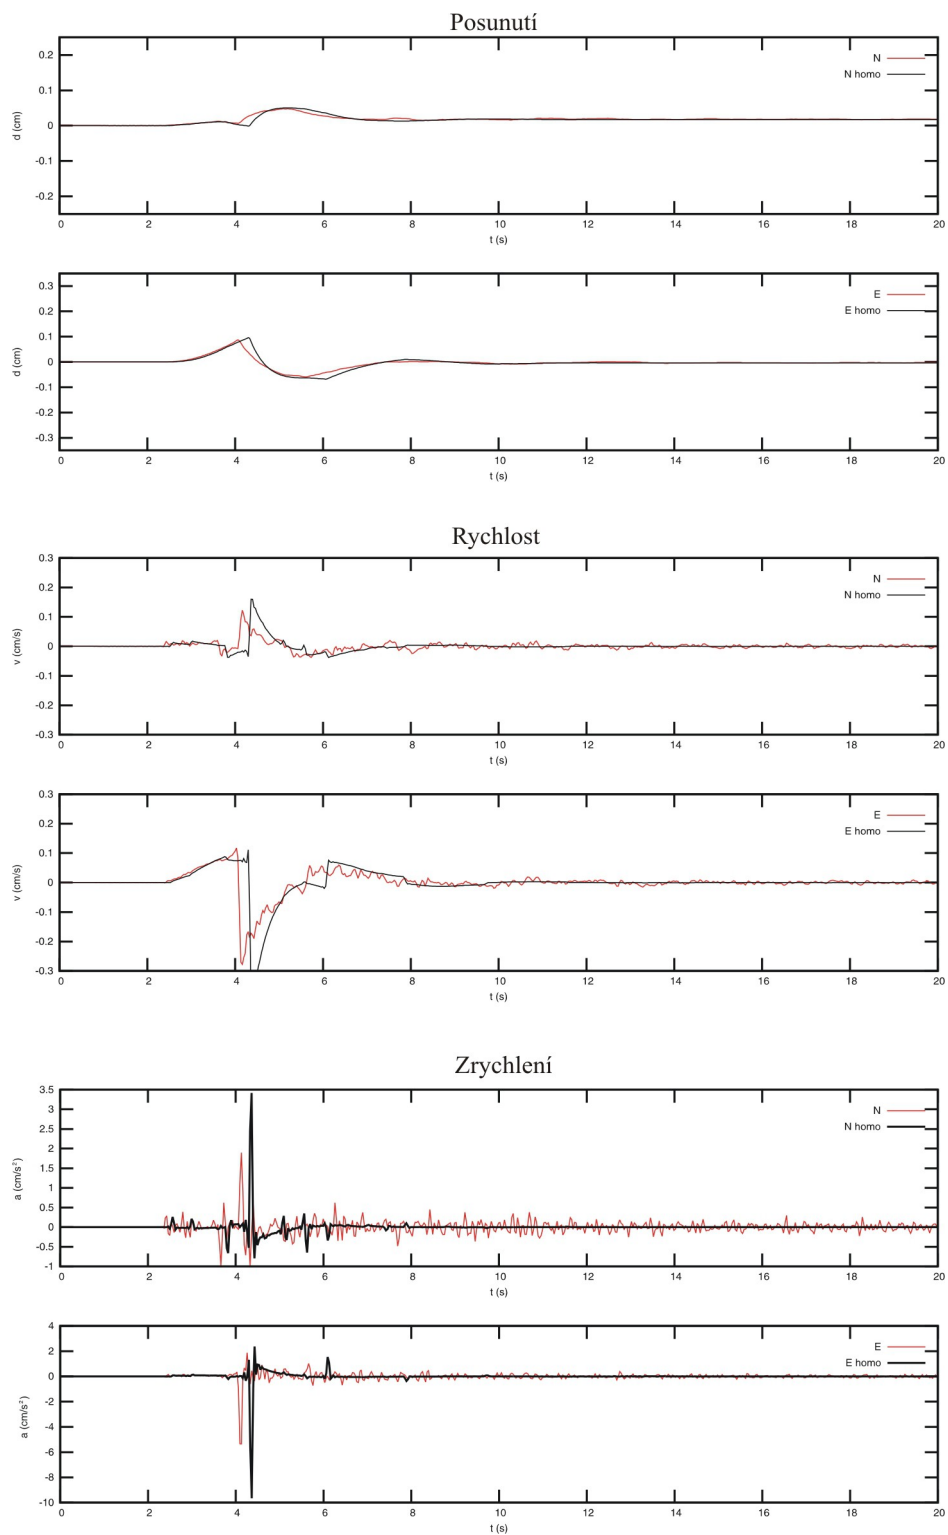 Posunutí
N
N homo
d (cm)
0.2
0.1
0
-0.1
-0.2
0 2 4 6 8 10 12 14 16 18 20
t (s)
E
E homo
d (cm)
0.3
0.2
0.1
0
-0.1
-0.2
-0.3
0 2 4 6 8 10 12 14 16 18 20
t (s)
Rychlost
N
N homo
v (cm/s)
0.3
0.2
0.1
0
-0.1
-0.2
-0.3
0 2 4 6 8 10 12 14 16 18 20
t (s)
E
E homo
v (cm/s)
0.3
0.2
0.1
0
-0.1
-0.2
-0.3
0 2 4 6 8 10 12 14 16 18 20
t (s)
Zrychlení
N
N homo
a (cm/s²)
3.5
3
2.5
2
1.5
1
0.5
0
-0.5
-1
0 2 4 6 8 10 12 14 16 18 20
t (s)
E
E homo
a (cm/s²)
4
2
0
-2
-4
-6
-8
-10
0 2 4 6 8 10 12 14 16 18 20
t (s)